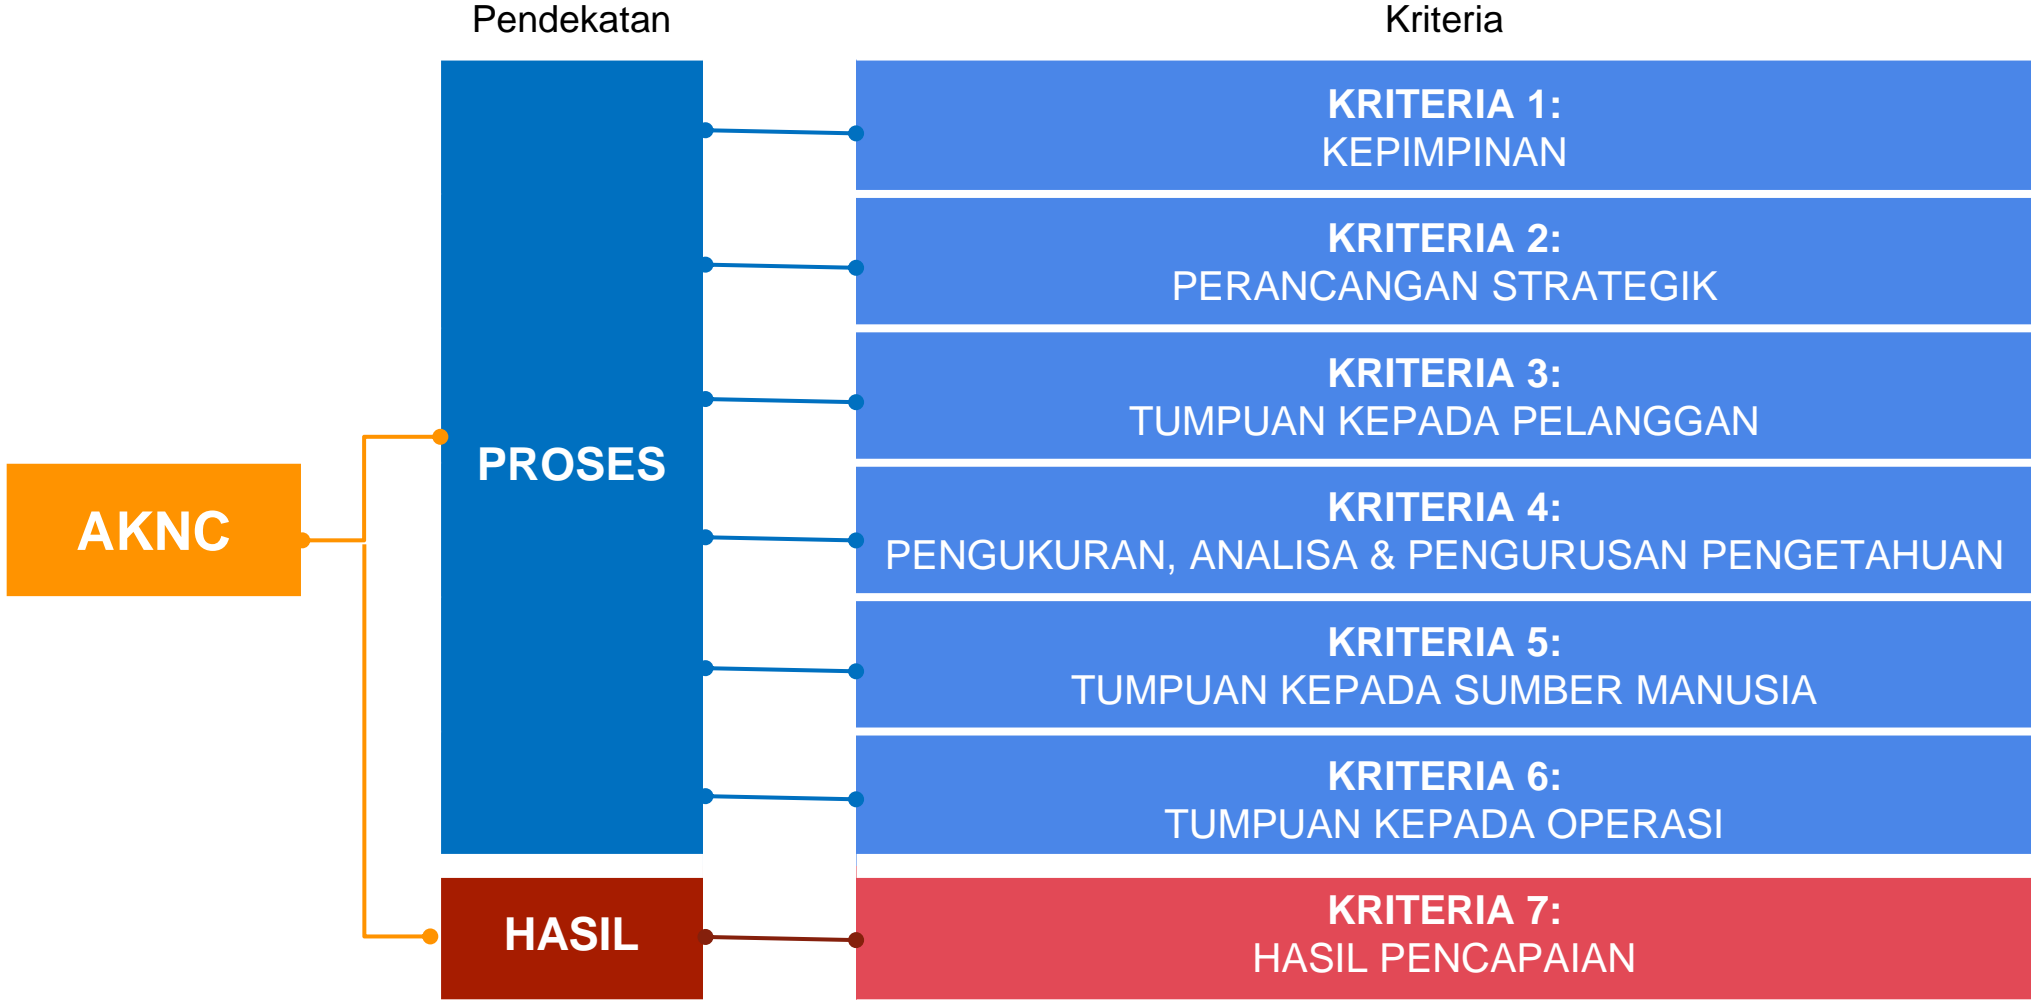 Pendekatan
Kriteria
AKNC
PROSES
HASIL
KRITERIA 1:
KEPIMPINAN
KRITERIA 2:
PERANCANGAN STRATEGIK
KRITERIA 3:
TUMPUAN KEPADA PELANGGAN
KRITERIA 4:
PENGUKURAN, ANALISA & PENGURUSAN PENGETAHUAN
KRITERIA 5:
TUMPUAN KEPADA SUMBER MANUSIA
KRITERIA 6:
TUMPUAN KEPADA OPERASI
KRITERIA 7:
HASIL PENCAPAIAN